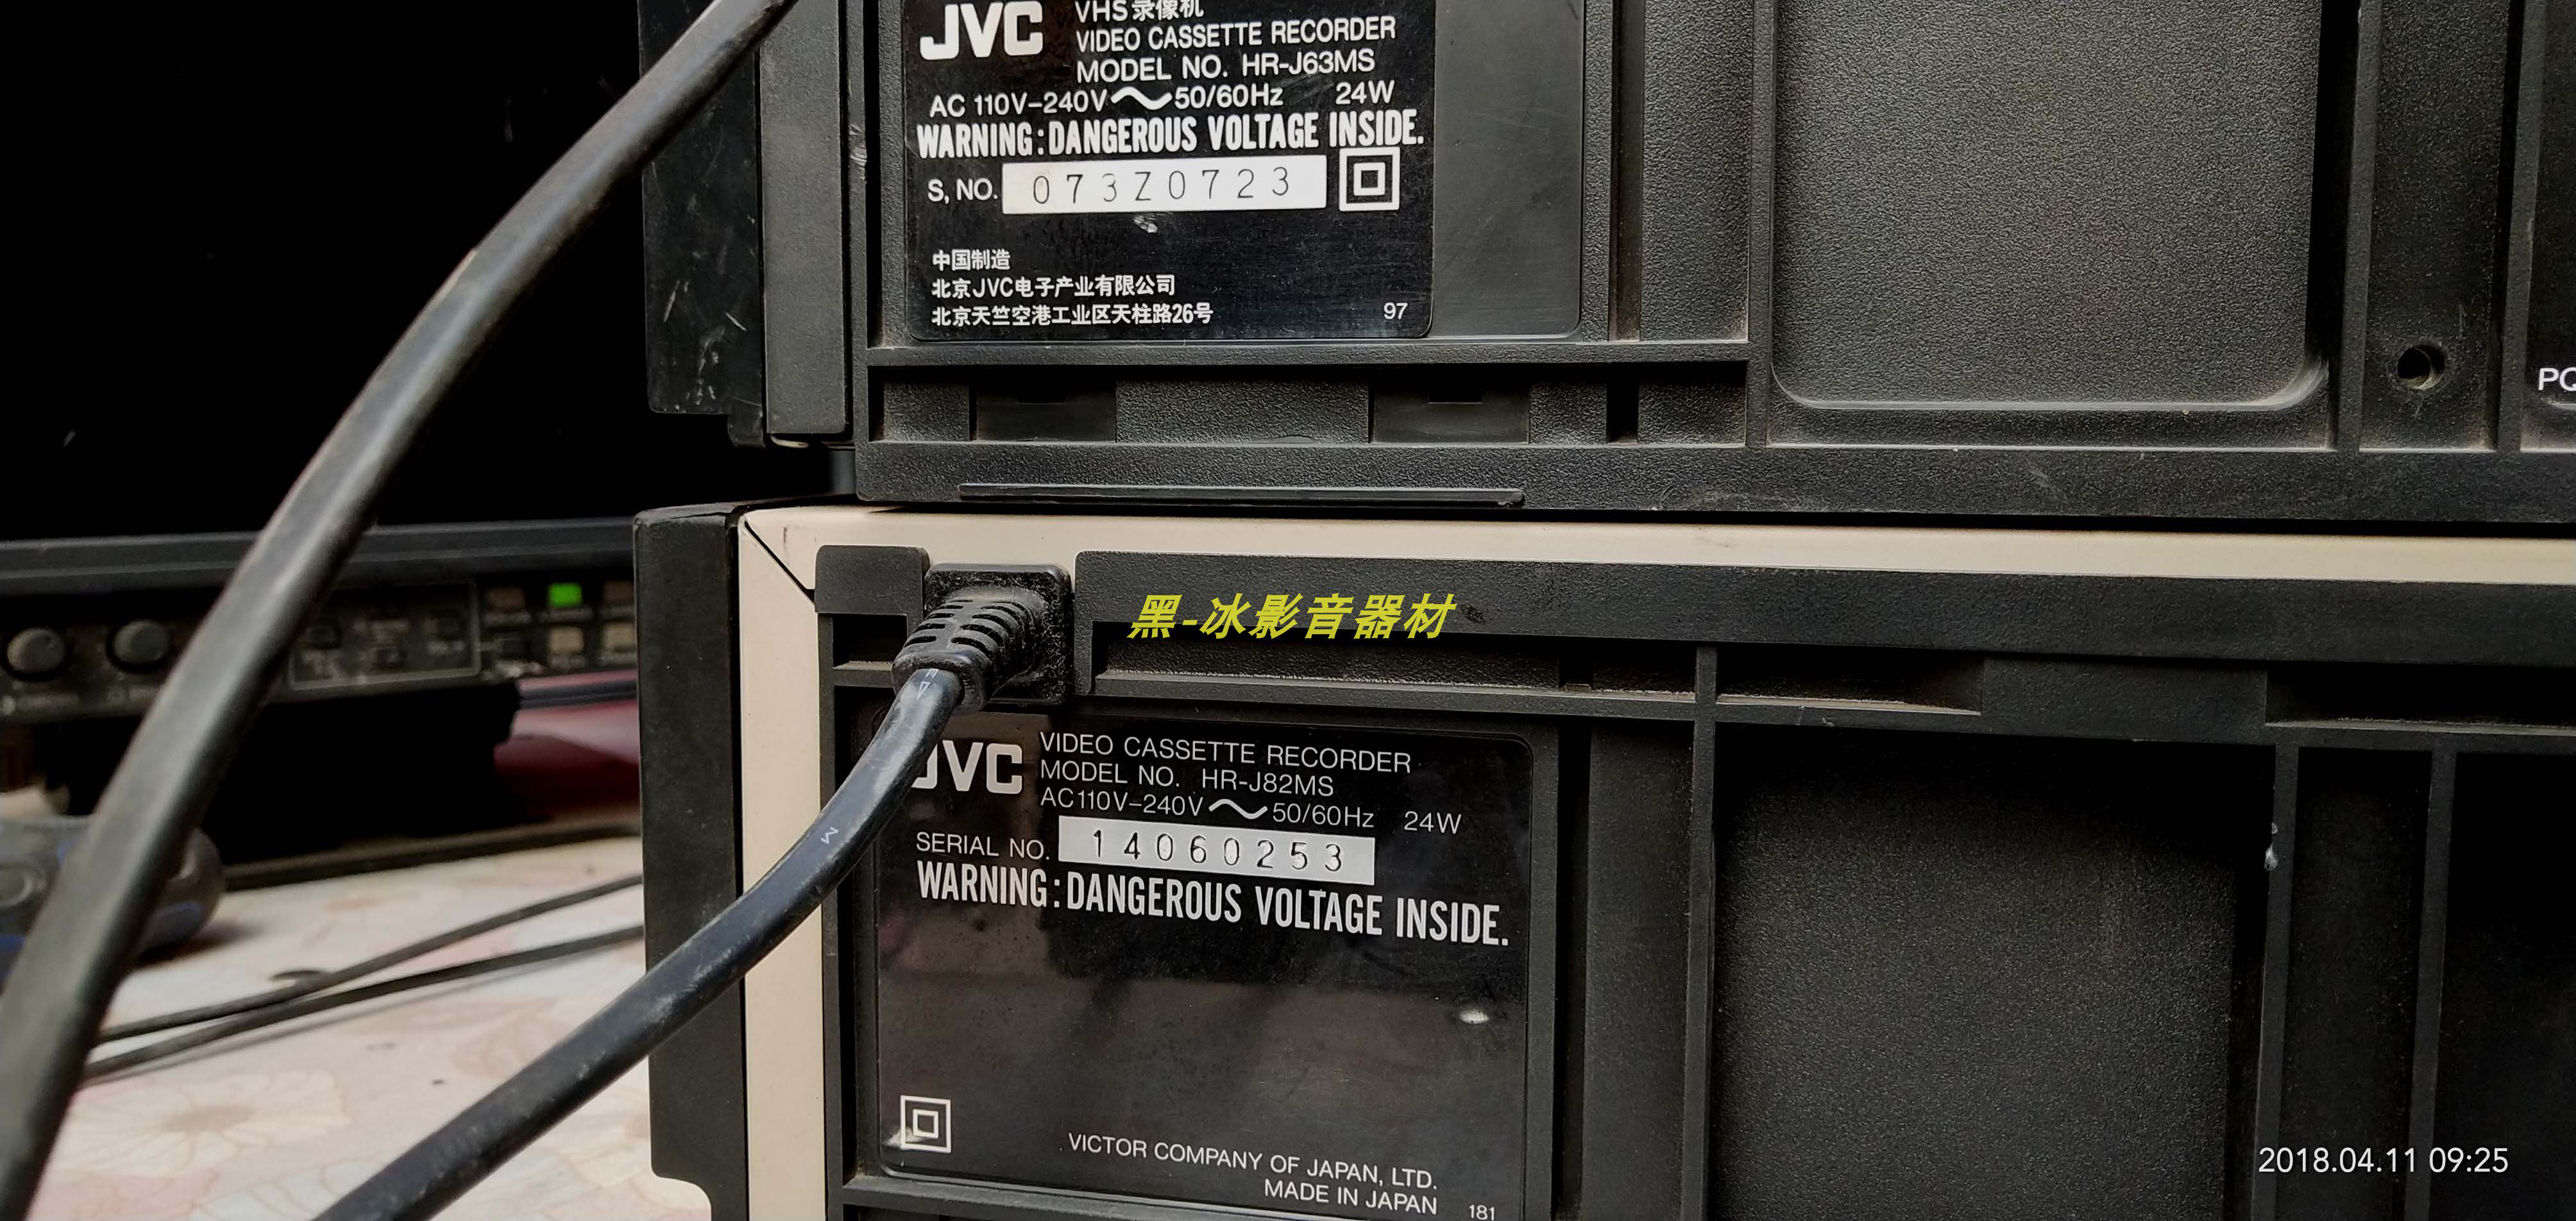 JVC
VHS录像机
VIDEO CASSETTE RECORDER
MODEL NO. HR-J63MS
AC 110V-240V 50/60Hz 24W
WARNING:DANGEROUS VOLTAGE INSIDE.
S, NO. 073Z0723
中国制造
北京JVC电子产业有限公司
北京天竺空港工业区天柱路26号
97
黑-冰影音器材
JVC
VIDEO CASSETTE RECORDER
MODEL NO. HR-J82MS
AC110V-240V 50/60Hz 24W
SERIAL NO. 14060253
WARNING:DANGEROUS VOLTAGE INSIDE.
VICTOR COMPANY OF JAPAN, LTD.
MADE IN JAPAN
181
2018.04.11 09:25